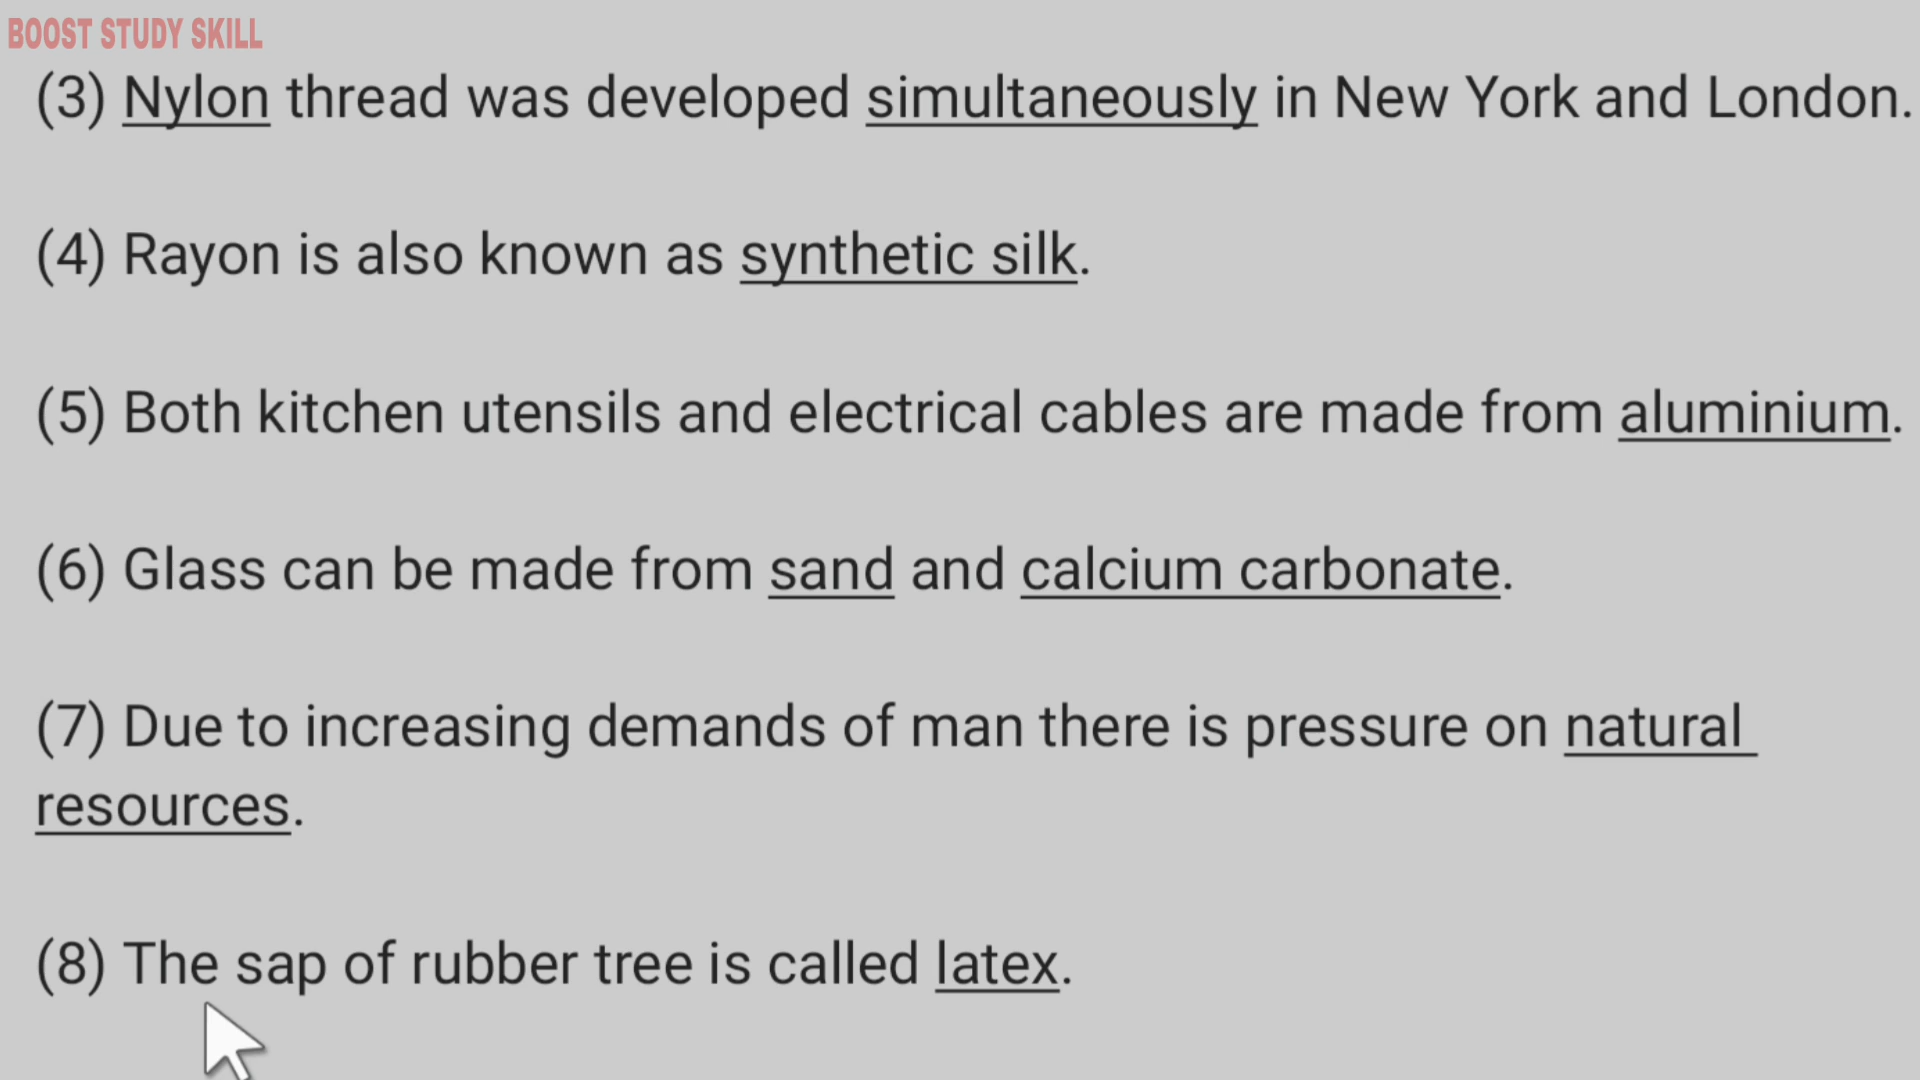 BOOST STUDY SKILL
(3) Nylon thread was developed simultaneously in New York and London.
(4) Rayon is also known as synthetic silk.
(5) Both kitchen utensils and electrical cables are made from aluminium.
(6) Glass can be made from sand and calcium carbonate.
(7) Due to increasing demands of man there is pressure on natural
resources.
(8) The sap of rubber tree is called latex.